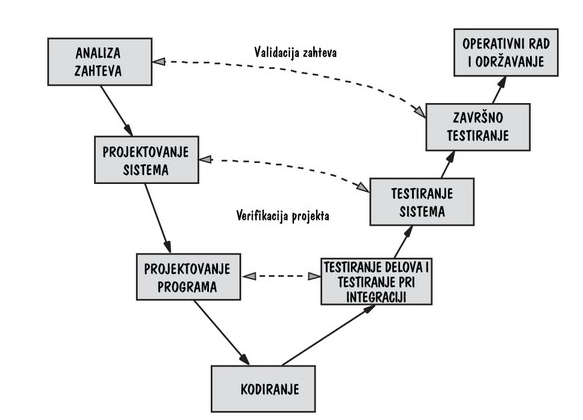 OPERATIVNI RAD
I ODRŽAVANJE
ANALIZA
ZAHTEVA
Validacija zahteva
ZAVRŠNO
TESTIRANJE
PROJEKTOVANJE
SISTEMA
TESTIRANJE
SISTEMA
Verifikacija projekta
PROJEKTOVANJE
PROGRAMA
TESTIRANJE DELOVA I
TESTIRANJE PRI
INTEGRACIJI
KODIRANJE